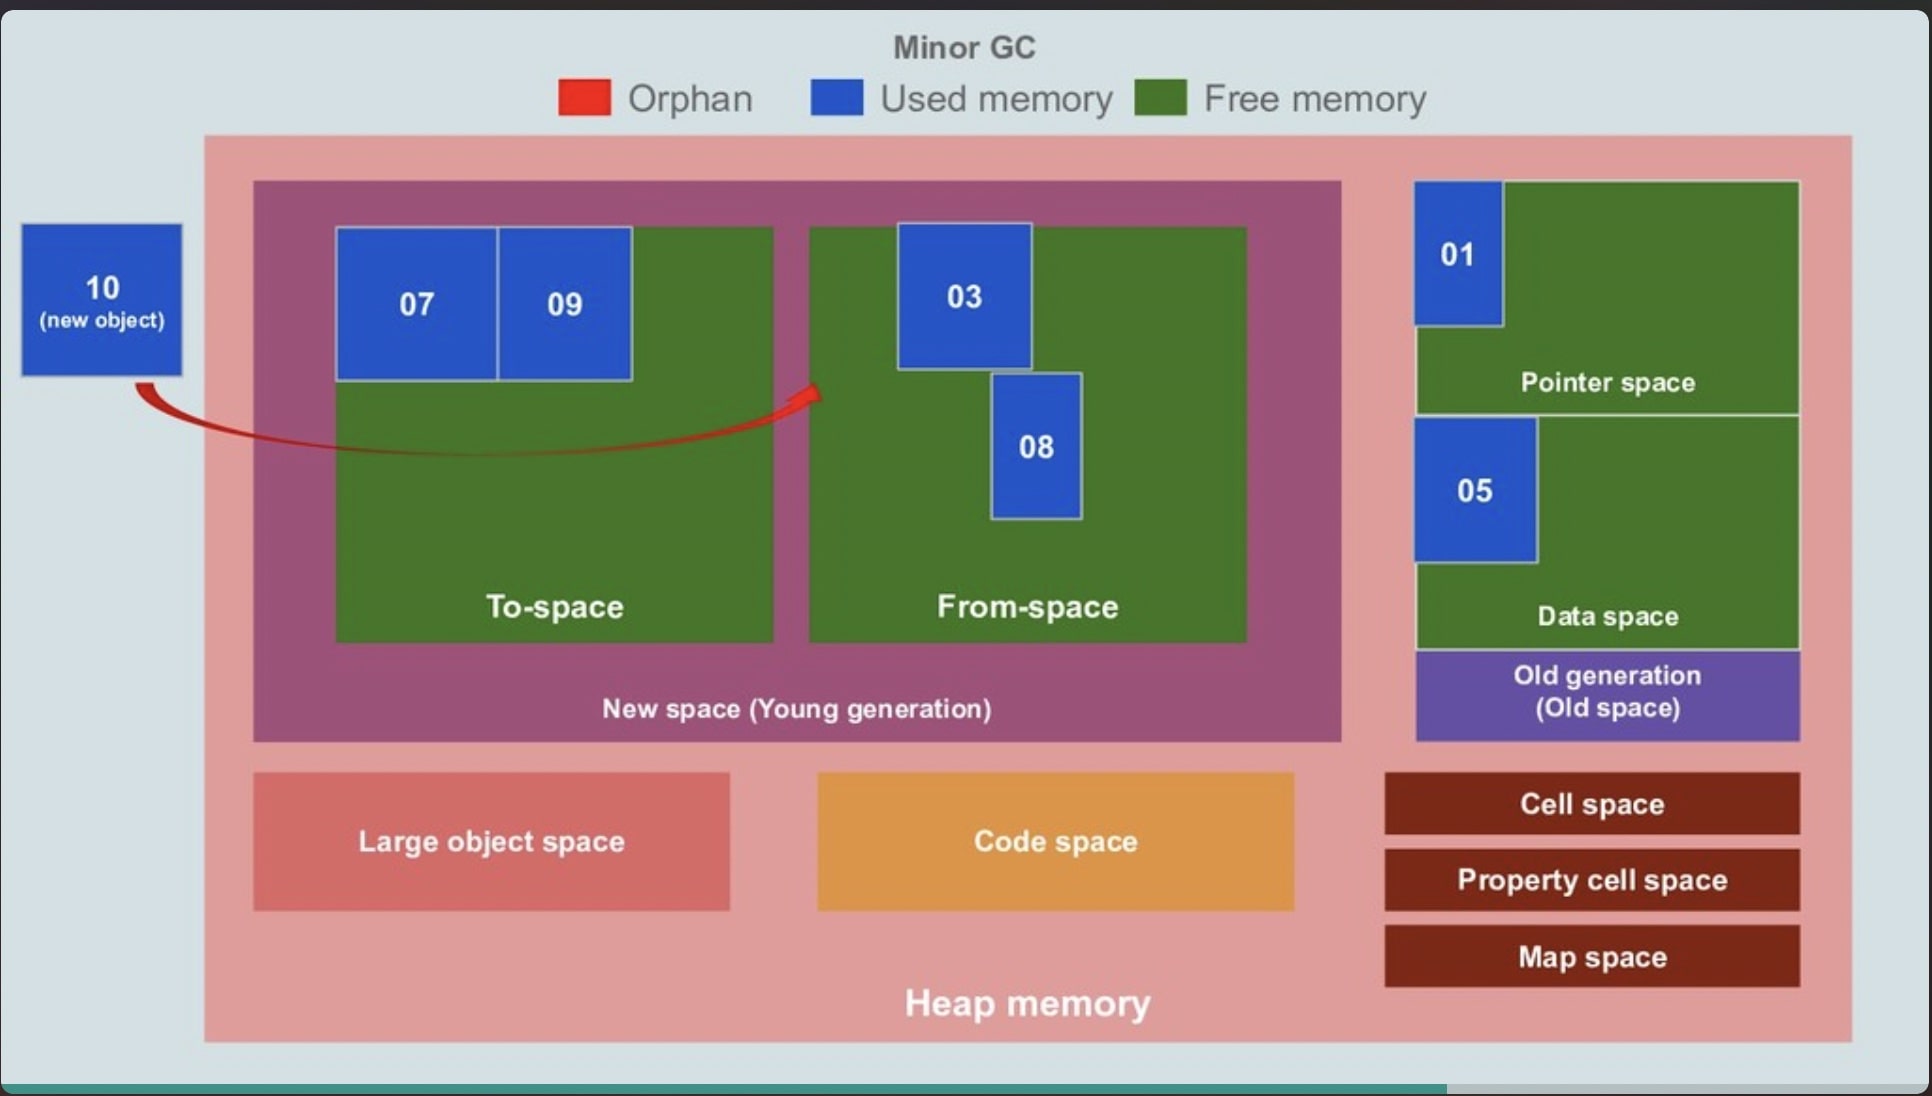 Minor GC
Orphan
Used memory
Free memory
10
(new object)
07
09
To-space
03
08
From-space
New space (Young generation)
01
Pointer space
05
Data space
Old generation
(Old space)
Large object space
Code space
Cell space
Property cell space
Map space
Heap memory